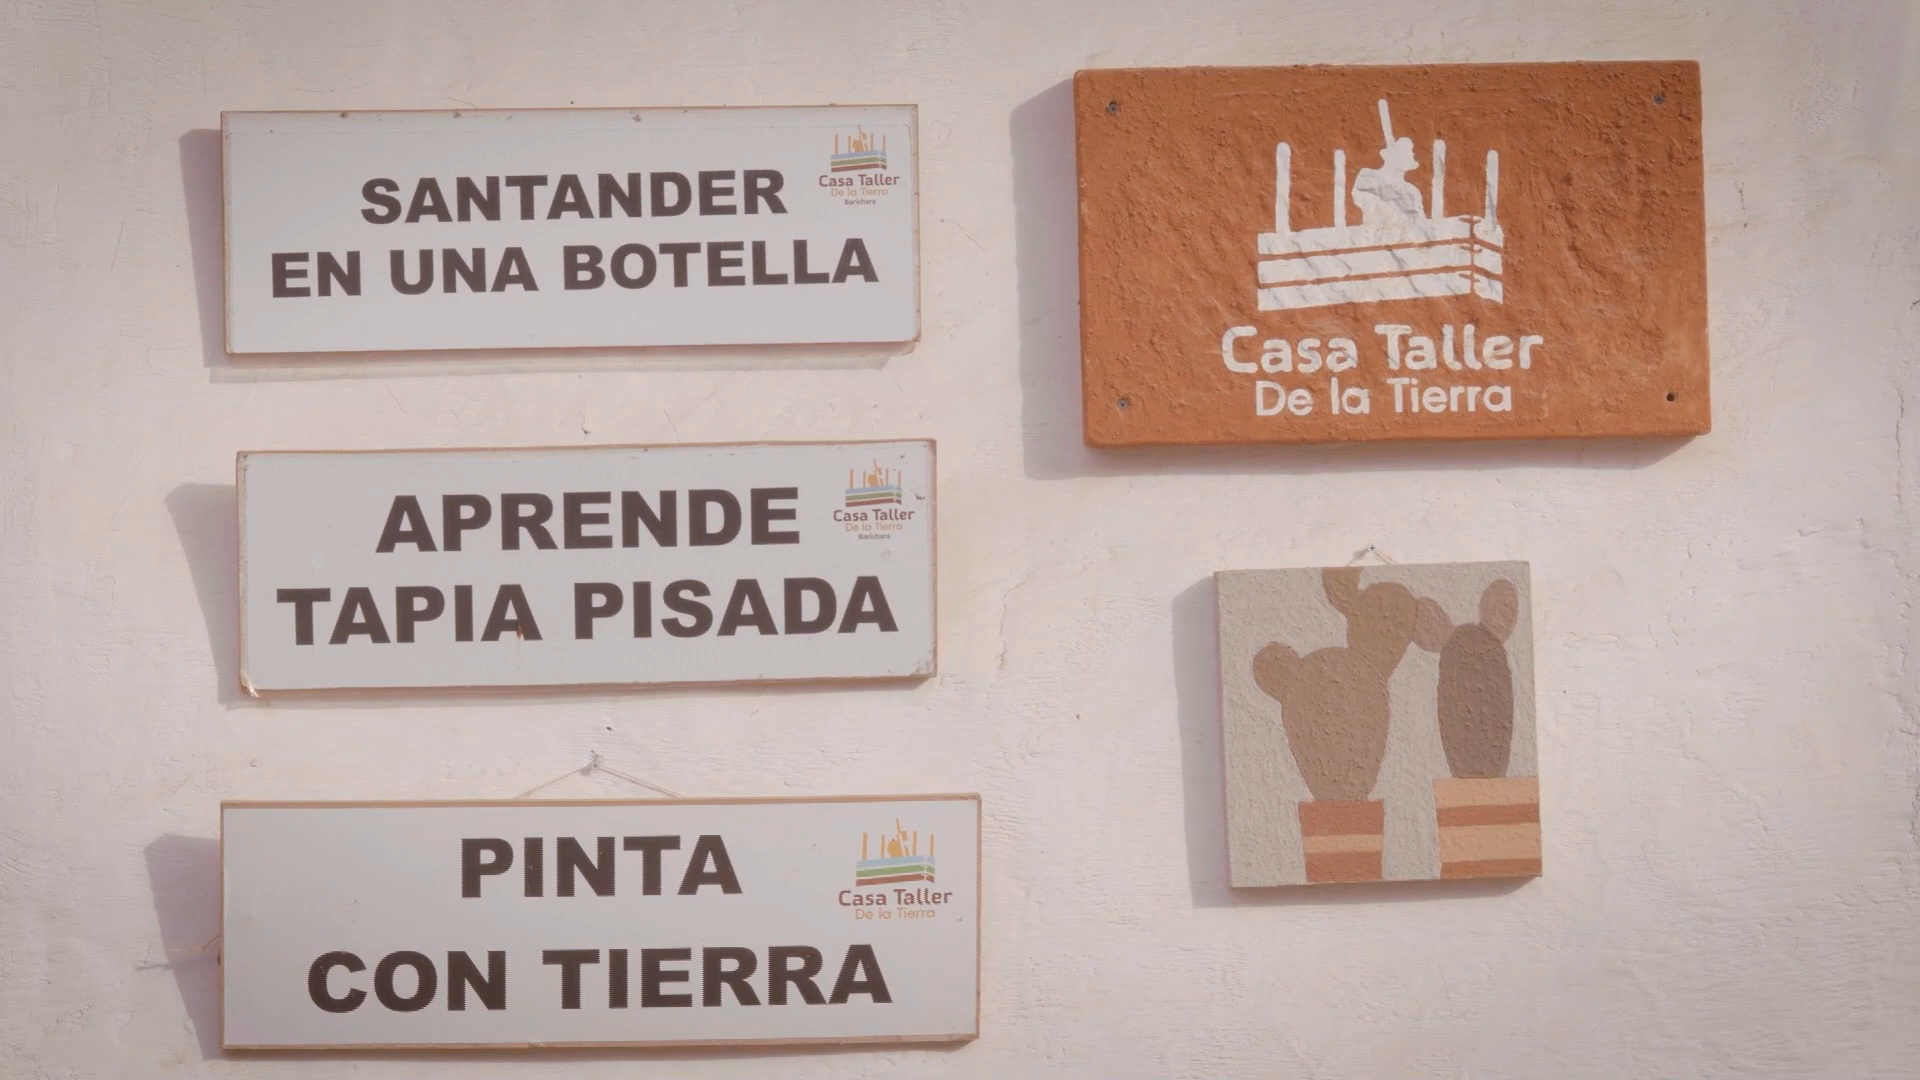 SANTANDER
EN UNA BOTELLA
Casa Taller
De la Tierra
Barichara
APRENDE
TAPIA PISADA
Casa Taller
De la Tierra
Barichara
PINTA
CON TIERRA
Casa Taller
De la Tierra
Casa Taller
De la Tierra